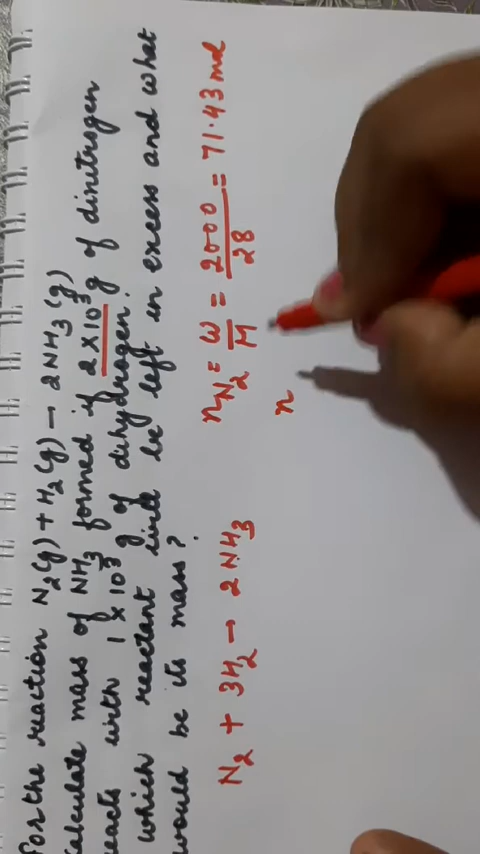 For the reaction N₂(g) + H₂(g) – 2NH₃(g)
calculate mass of NH₃ formed if 2 × 10³ g of dinitrogen
reacts with 1 × 10³ g of dihydrogen.
which reactant will be left in excess and what
would be its mass?
N₂ + 3H₂ – 2NH₃
n_N₂ = w/M = 2000/28 = 71.43 mol
n